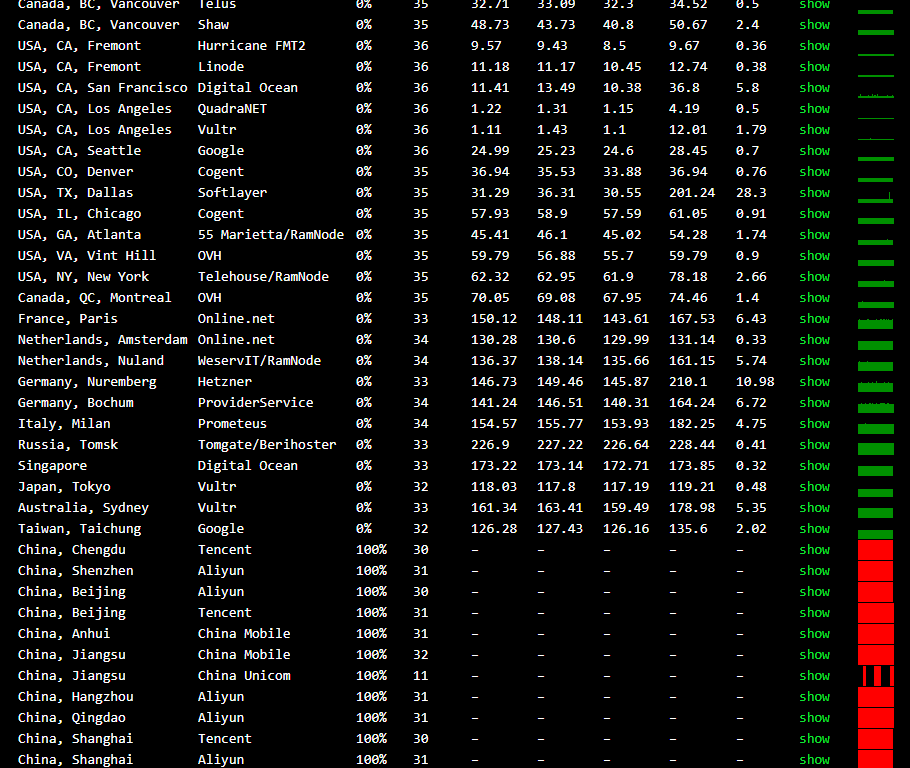 Canada, BC, Vancouver Telus 0% 35 32.71 33.09 32.3 34.52 0.5 show
Canada, BC, Vancouver Shaw 0% 35 48.73 43.73 40.8 50.67 2.4 show
USA, CA, Fremont Hurricane FMT2 0% 36 9.57 9.43 8.5 9.67 0.36 show
USA, CA, Fremont Linode 0% 36 11.18 11.17 10.45 12.74 0.38 show
USA, CA, San Francisco Digital Ocean 0% 36 11.41 13.49 10.38 36.8 5.8 show
USA, CA, Los Angeles QuadraNET 0% 36 1.22 1.31 1.15 4.19 0.5 show
USA, CA, Los Angeles Vultr 0% 36 1.11 1.43 1.1 12.01 1.79 show
USA, CA, Seattle Google 0% 36 24.99 25.23 24.6 28.45 0.7 show
USA, CO, Denver Cogent 0% 35 36.94 35.53 33.88 36.94 0.76 show
USA, TX, Dallas Softlayer 0% 35 31.29 36.31 30.55 201.24 28.3 show
USA, IL, Chicago Cogent 0% 35 57.93 58.9 57.59 61.05 0.91 show
USA, GA, Atlanta 55 Marietta/RamNode 0% 35 45.41 46.1 45.02 54.28 1.74 show
USA, VA, Vint Hill OVH 0% 35 59.79 56.88 55.7 59.79 0.9 show
USA, NY, New York Telehouse/RamNode 0% 35 62.32 62.95 61.9 78.18 2.66 show
Canada, QC, Montreal OVH 0% 35 70.05 69.08 67.95 74.46 1.4 show
France, Paris Online.net 0% 33 150.12 148.11 143.61 167.53 6.43 show
Netherlands, Amsterdam Online.net 0% 34 130.28 130.6 129.99 131.14 0.33 show
Netherlands, Nuland WeservIT/RamNode 0% 34 136.37 138.14 135.66 161.15 5.74 show
Germany, Nuremberg Hetzner 0% 33 146.73 149.46 145.87 210.1 10.98 show
Germany, Bochum ProviderService 0% 34 141.24 146.51 140.31 164.24 6.72 show
Italy, Milan Prometeus 0% 34 154.57 155.77 153.93 182.25 4.75 show
Russia, Tomsk Tomgate/Berihoster 0% 33 226.9 227.22 226.64 228.44 0.41 show
Singapore Digital Ocean 0% 33 173.22 173.14 172.71 173.85 0.32 show
Japan, Tokyo Vultr 0% 32 118.03 117.8 117.19 119.21 0.48 show
Australia, Sydney Vultr 0% 33 161.34 163.41 159.49 178.98 5.35 show
Taiwan, Taichung Google 0% 32 126.28 127.43 126.16 135.6 2.02 show
China, Chengdu Tencent 100% 30 – – – – – show
China, Shenzhen Aliyun 100% 31 – – – – – show
China, Beijing Aliyun 100% 30 – – – – – show
China, Beijing Tencent 100% 31 – – – – – show
China, Anhui China Mobile 100% 31 – – – – – show
China, Jiangsu China Mobile 100% 32 – – – – – show
China, Jiangsu China Unicom 100% 11 – – – – – show
China, Hangzhou Aliyun 100% 31 – – – – – show
China, Qingdao Aliyun 100% 31 – – – – – show
China, Shanghai Tencent 100% 30 – – – – – show
China, Shanghai Aliyun 100% 31 – – – – – show